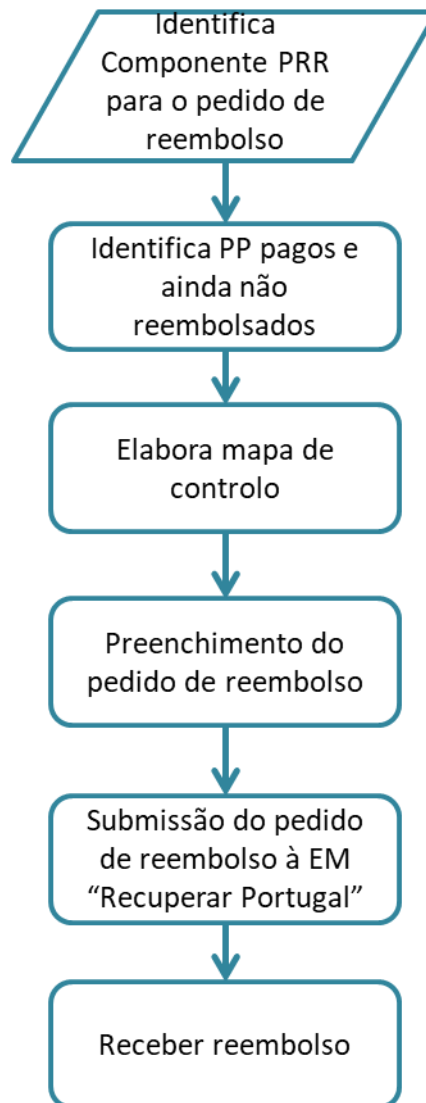 Identifica
Componente PRR
para o pedido de
reembolso
Identifica PP pagos e
ainda não
reembolsados
Elabora mapa de
controlo
Preenchimento do
pedido de reembolso
Submissão do pedido
de reembolso à EM
“Recuperar Portugal”
Receber reembolso